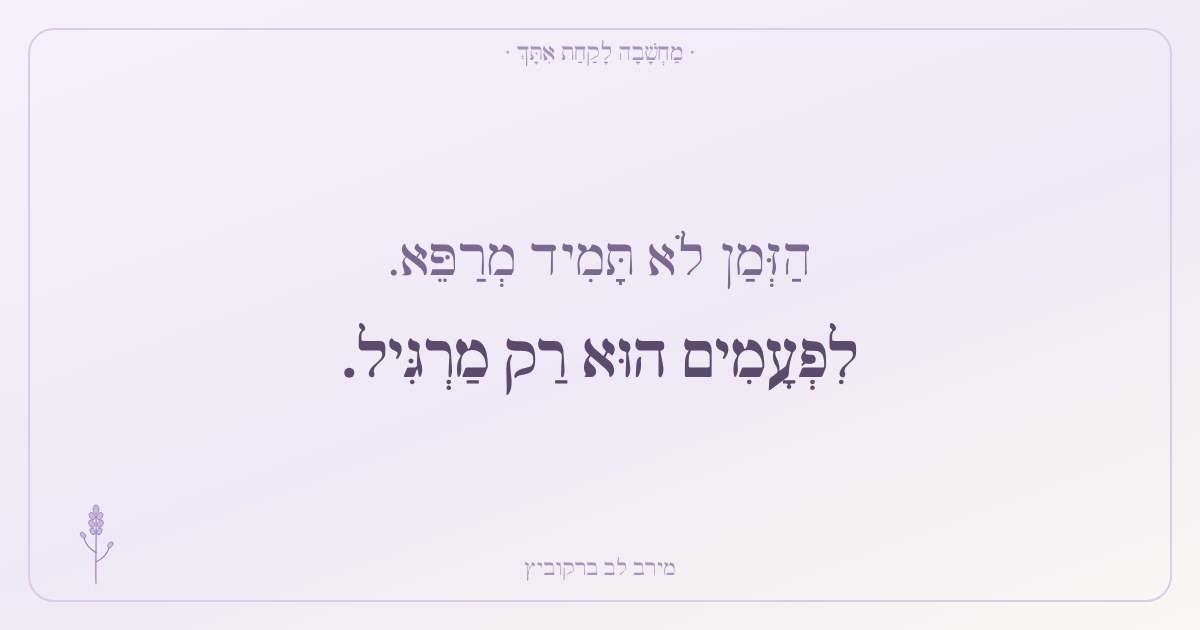 · מַחְשָׁבָה לָקַחַת אִתָּךְ ·
הַזְּמַן לֹא תָּמִיד מְרַפֵּא.
לִפְעָמִים הוּא רַק מַרְגִּיל.
מירב לב ברקוביץ